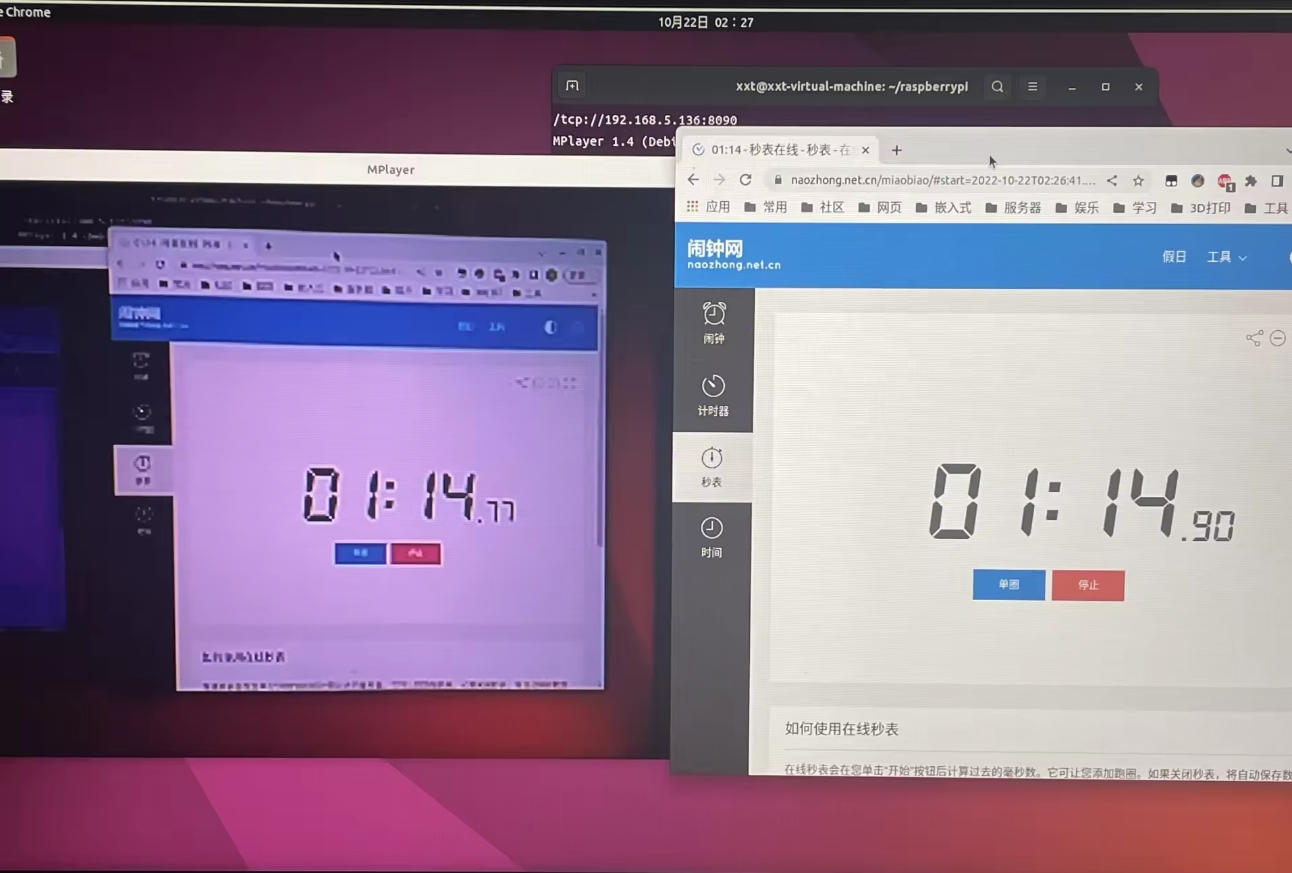 e Chrome
10月22日 02：27
录
xxt@xxt-virtual-machine: ~/raspberrypi
/tcp://192.168.5.136:8090
MPlayer 1.4 (Debi
MPlayer
01:14-秒表在线-秒表-在
naozhong.net.cn/miaobiao/#start=2022-10-22T02:26:41....
应用 常用 社区 网页 嵌入式 服务器 娱乐 学习 3D打印 工具
闹钟网
naozhong.net.cn
假日 工具
闹钟
计时器
秒表
时间
01:14.90
单圈 停止
如何使用在线秒表
在线秒表会在您单击“开始”按钮后计算过去的毫秒数。它可让您添加跑圈。如果关闭秒表，将自动保存数
闹钟网
01:14.77
如何使用在线秒表